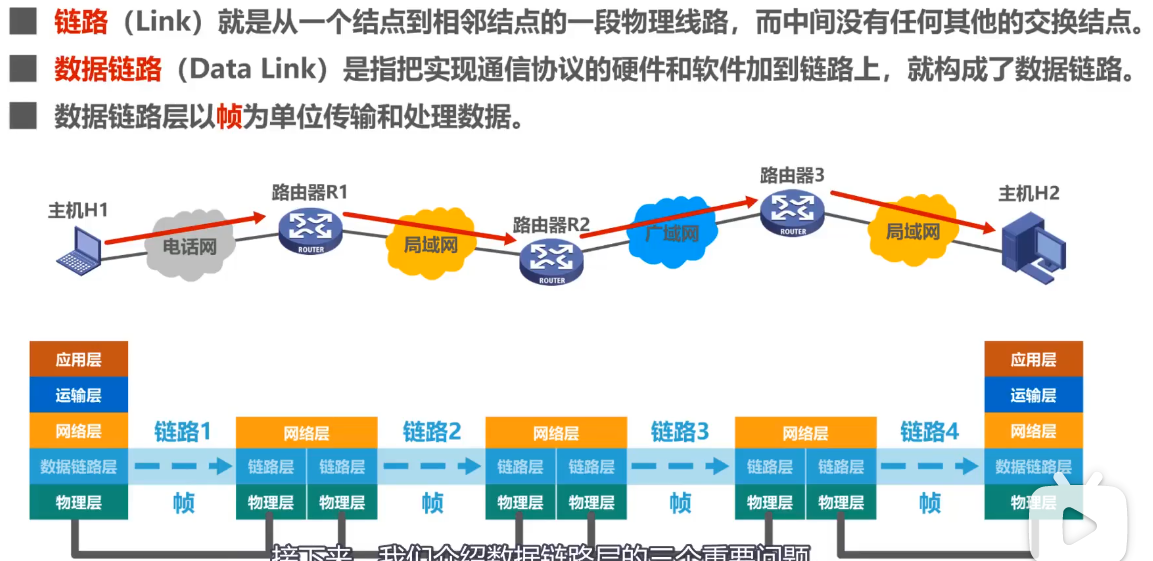 链路（Link）就是从一个结点到相邻结点的一段物理线路，而中间没有任何其他的交换结点。
数据链路（Data Link）是指把实现通信协议的硬件和软件加到链路上，就构成了数据链路。
数据链路层以帧为单位传输和处理数据。
主机H1
电话网
路由器R1
ROUTER
局域网
路由器R2
ROUTER
广域网
路由器3
ROUTER
局域网
主机H2
应用层
应用层
运输层
运输层
网络层 链路1 网络层 链路2 网络层 链路3 网络层 链路4 网络层
数据链路层 链路层 链路层 链路层 链路层 链路层 链路层 数据链路层
物理层 帧 物理层 物理层 帧 物理层 物理层 帧 物理层 物理层 帧 物理层
接下来，我们介绍数据链路层的三个重要问题